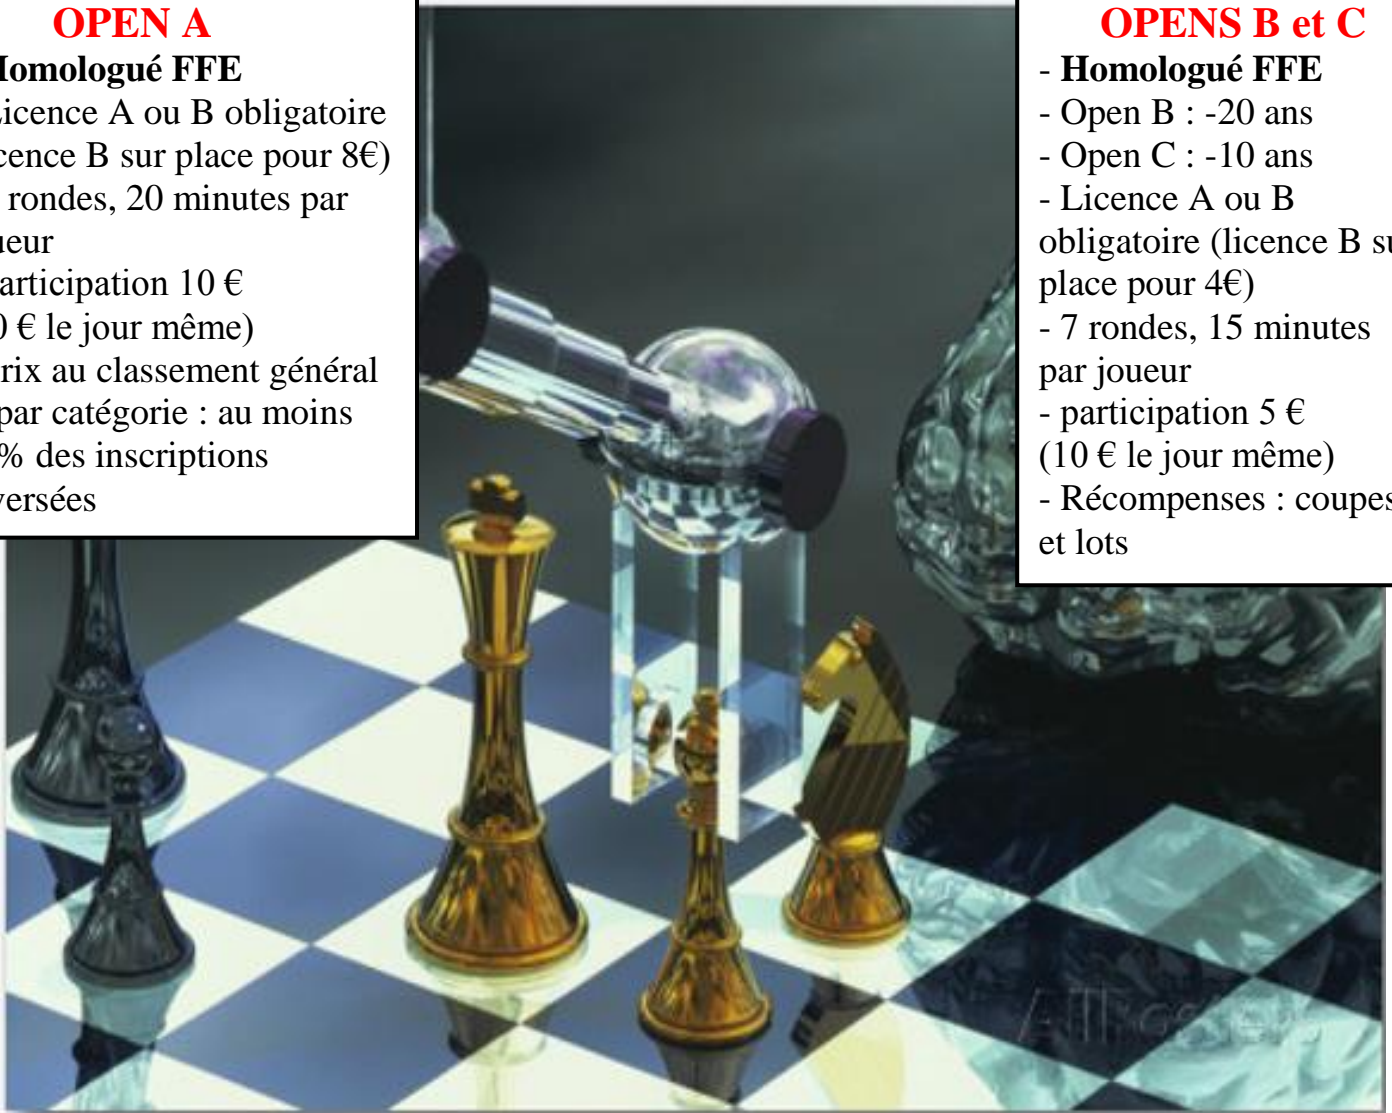 OPEN A
Homologué FFE
Licence A ou B obligatoire
cence B sur place pour 8€)
rondes, 20 minutes par
ueur
articipation 10 €
0 € le jour même)
rix au classement général
par catégorie : au moins
% des inscriptions
versées
OPENS B et C
- Homologué FFE
- Open B : -20 ans
- Open C : -10 ans
- Licence A ou B
obligatoire (licence B su
place pour 4€)
- 7 rondes, 15 minutes
par joueur
- participation 5 €
(10 € le jour même)
- Récompenses : coupes
et lots